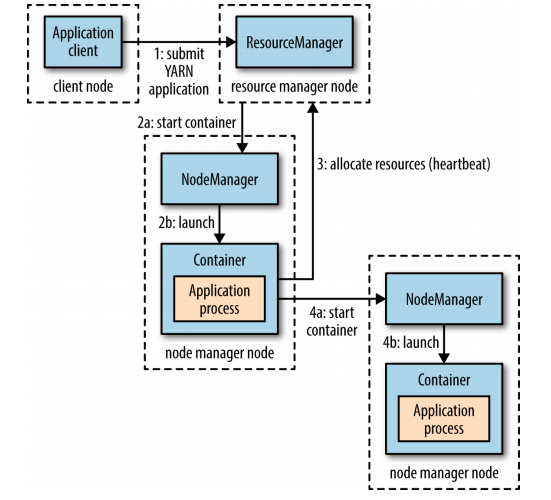 Application
client
client node
1: submit
YARN
application
ResourceManager
resource manager node
2a: start container
NodeManager
2b: launch
Container
Application
process
node manager node
3: allocate resources (heartbeat)
4a: start
container
NodeManager
4b: launch
Container
Application
process
node manager node